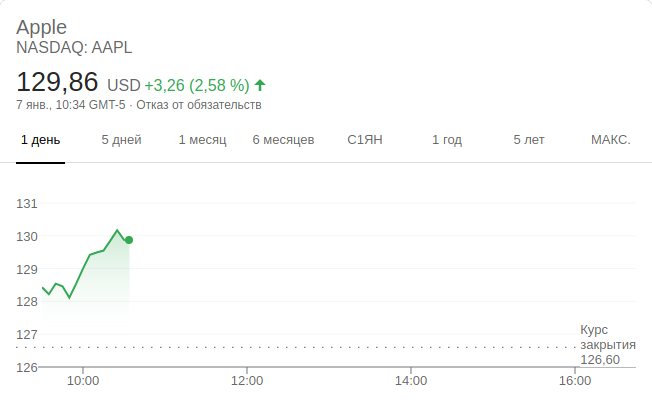 Apple
NASDAQ: AAPL
129,86 USD +3,26 (2,58 %)
7 янв., 10:34 GMT-5 · Отказ от обязательств
1 день 5 дней 1 месяц 6 месяцев С1ЯН 1 год 5 лет МАКС.
131
130
129
128
127
126
Курс
закрытия
126,60
10:00 12:00 14:00 16:00